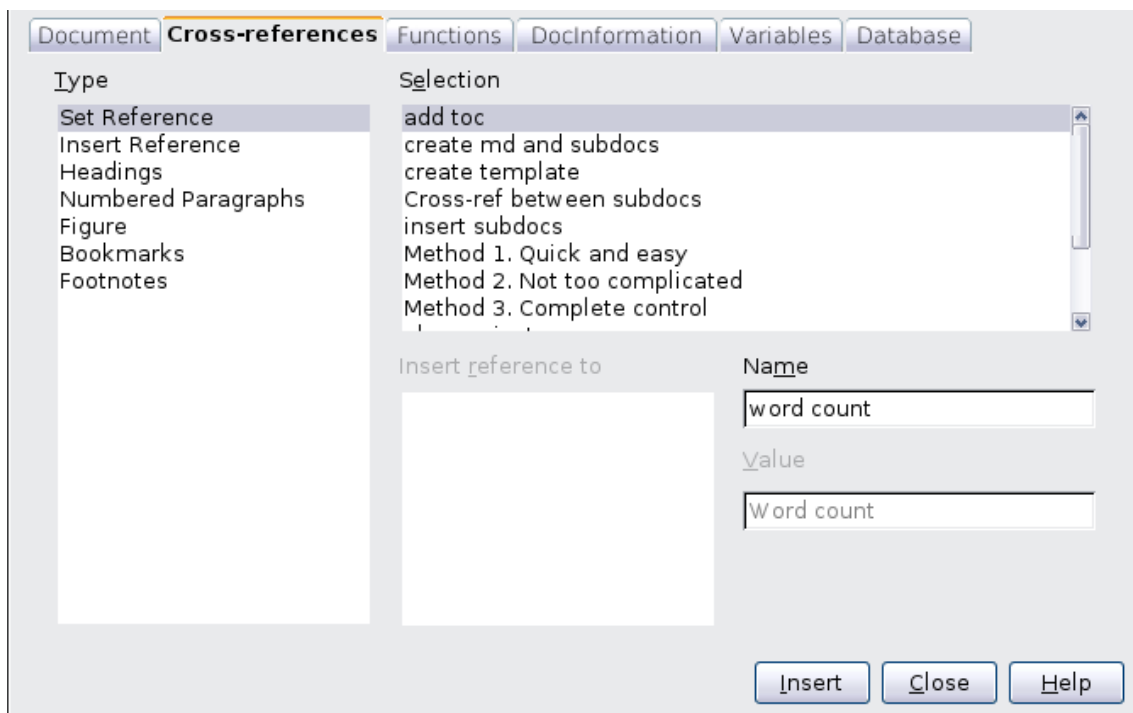 Document Cross-references Functions DocInformation Variables Database
Type
Selection
Set Reference
Insert Reference
Headings
Numbered Paragraphs
Figure
Bookmarks
Footnotes
add toc
create md and subdocs
create template
Cross-ref between subdocs
insert subdocs
Method 1. Quick and easy
Method 2. Not too complicated
Method 3. Complete control
Insert reference to
Name
word count
Value
Word count
Insert Close Help